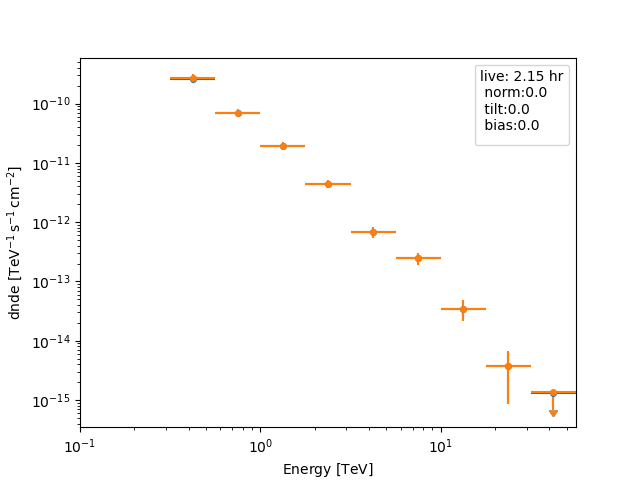 live: 2.15 hr
norm:0.0
tilt:0.0
bias:0.0
dnde [TeV⁻¹ s⁻¹ cm⁻²]
10⁻¹⁰
10⁻¹¹
10⁻¹²
10⁻¹³
10⁻¹⁴
10⁻¹⁵
10⁻¹ 10⁰ 10¹
Energy [TeV]